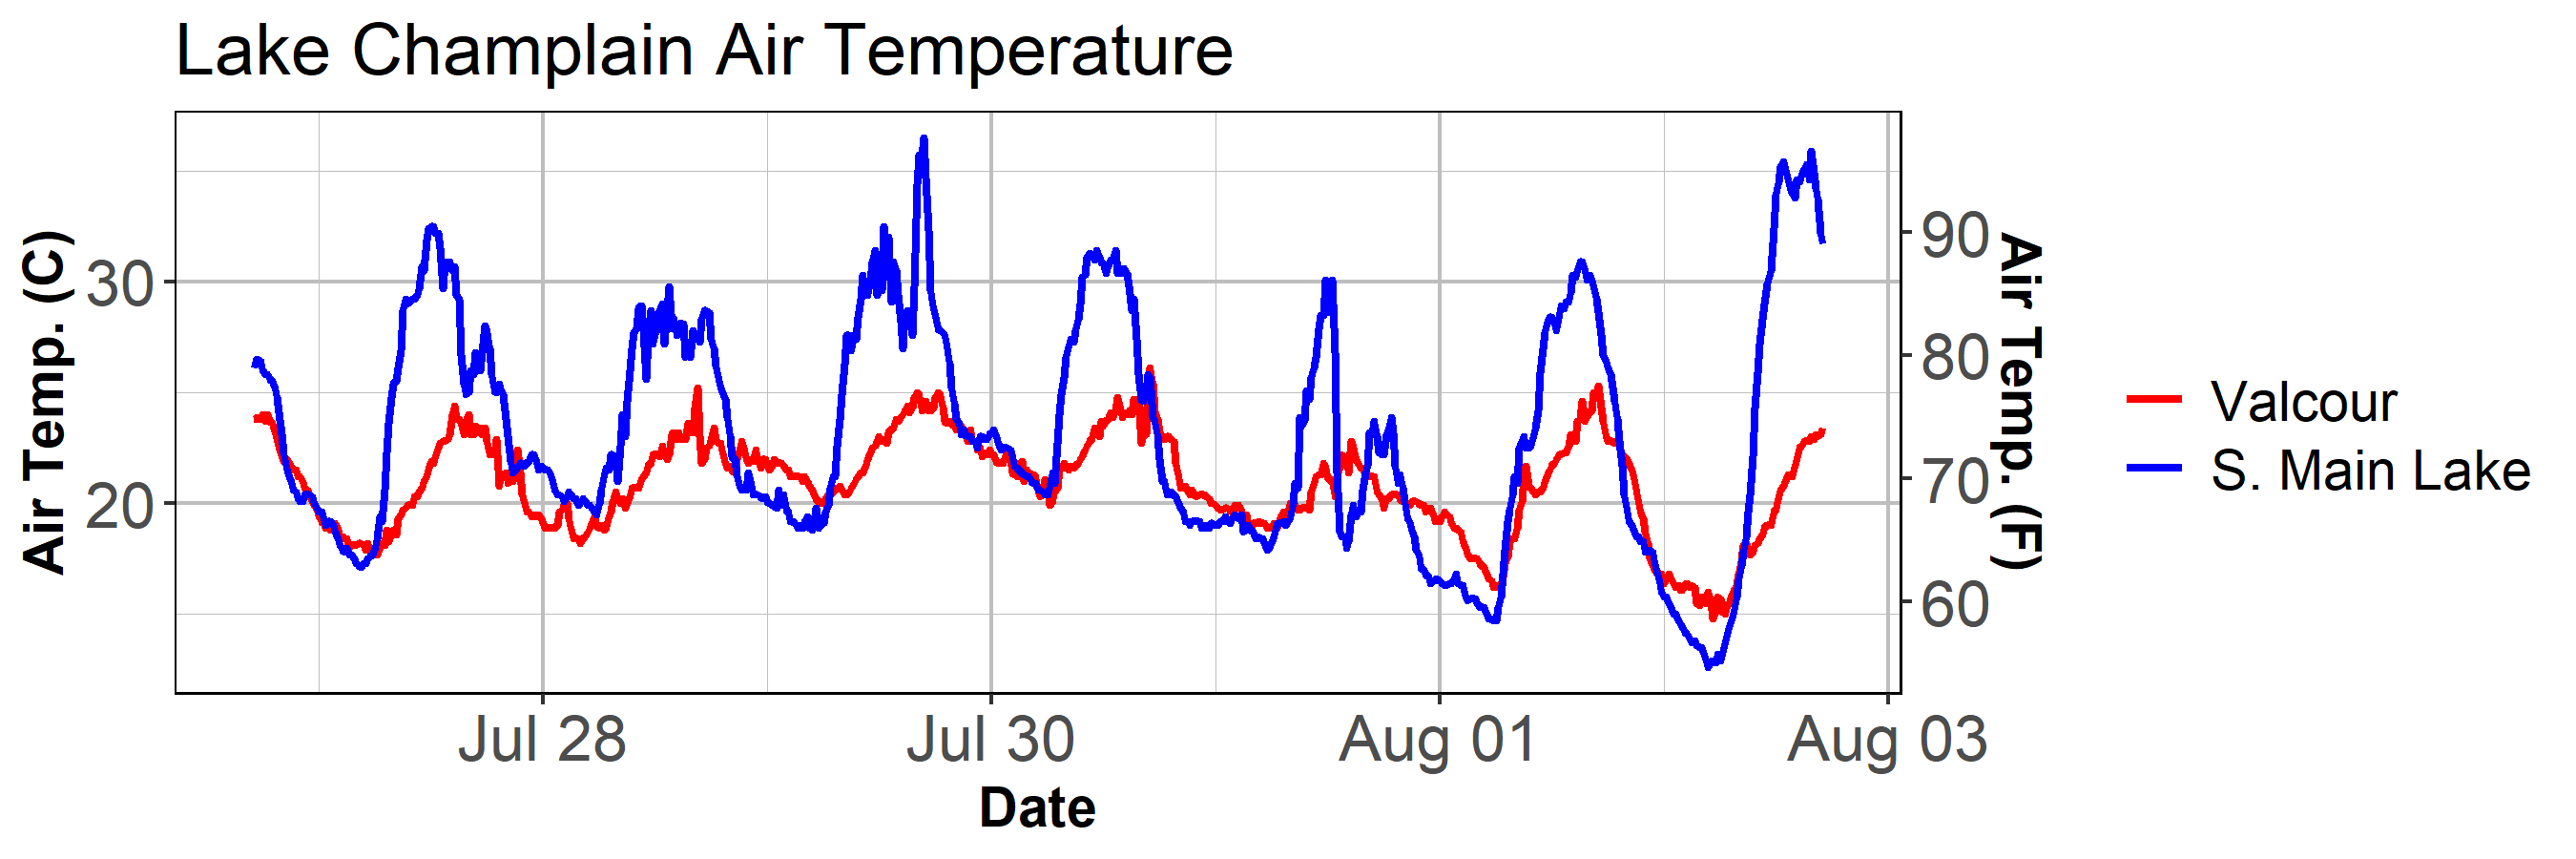 Lake Champlain Air Temperature
Air Temp. (C)
30
20
90
80
70
60
Air Temp. (F)
Jul 28
Jul 30
Aug 01
Aug 03
Date
Valcour
S. Main Lake